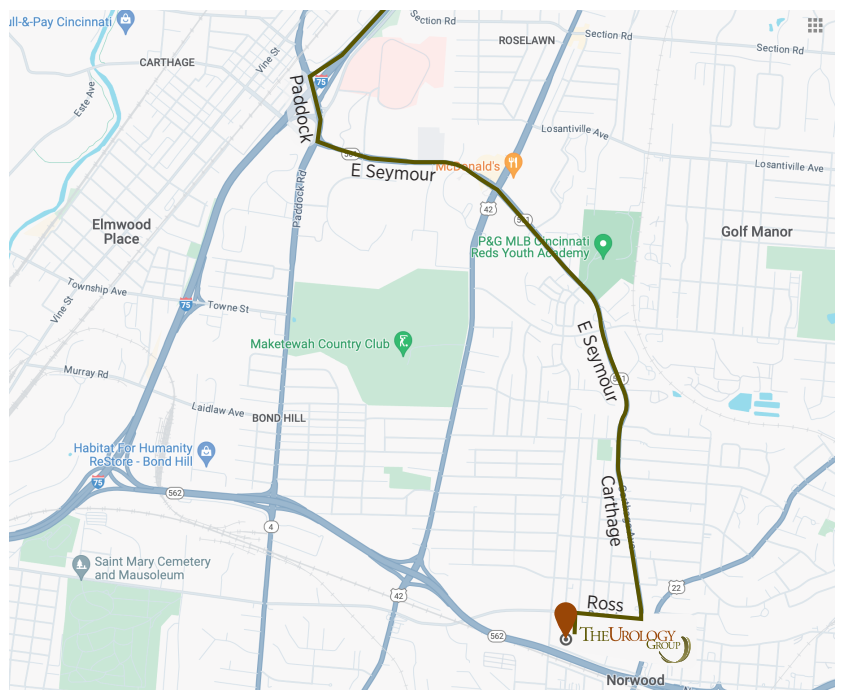 ull-&-Pay Cincinnati
Section Rd
ROSELAWN
Section Rd
Section Rd
CARTHAGE
Vine St
75
Este Ave
Paddock
Losantiville Ave
Losantiville Ave
McDonald's
E Seymour
Paddock Rd
42
Elmwood
Place
Golf Manor
P&G MLB Cincinnati
Reds Youth Academy
Township Ave
Vine St
75
Towne St
Maketewah Country Club
E Seymour
Murray Rd
Laidlaw Ave
BOND HILL
Habitat For Humanity
ReStore - Bond Hill
75
562
Carthage
4
Saint Mary Cemetery
and Mausoleum
22
42
Ross
562
THEUROLOGY
GROUP
Norwood